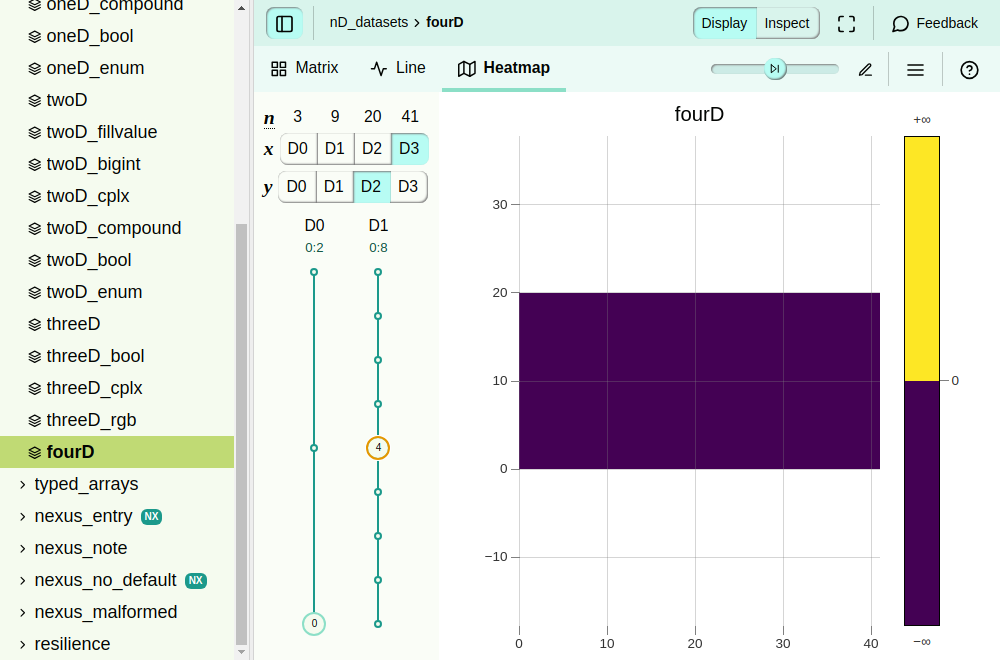 oneD_compound
oneD_bool
oneD_enum
twoD
twoD_fillvalue
twoD_bigint
twoD_cplx
twoD_compound
twoD_bool
twoD_enum
threeD
threeD_bool
threeD_cplx
threeD_rgb
fourD
typed_arrays
nexus_entry NX
nexus_note
nexus_no_default NX
nexus_malformed
resilience
nD_datasets › fourD
Display Inspect
Feedback
Matrix Line Heatmap
n 3 9 20 41
x D0 D1 D2 D3
y D0 D1 D2 D3
D0 D1
0:2 0:8
4
0
fourD
30
20
10
0
−10
0 10 20 30 40
+∞
0
−∞